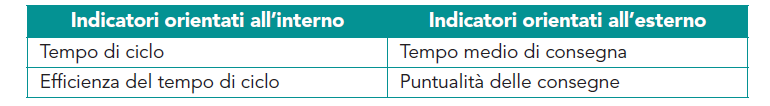 Indicatori orientati all'interno Indicatori orientati all'esterno
Tempo di ciclo Tempo medio di consegna
Efficienza del tempo di ciclo Puntualità delle consegne